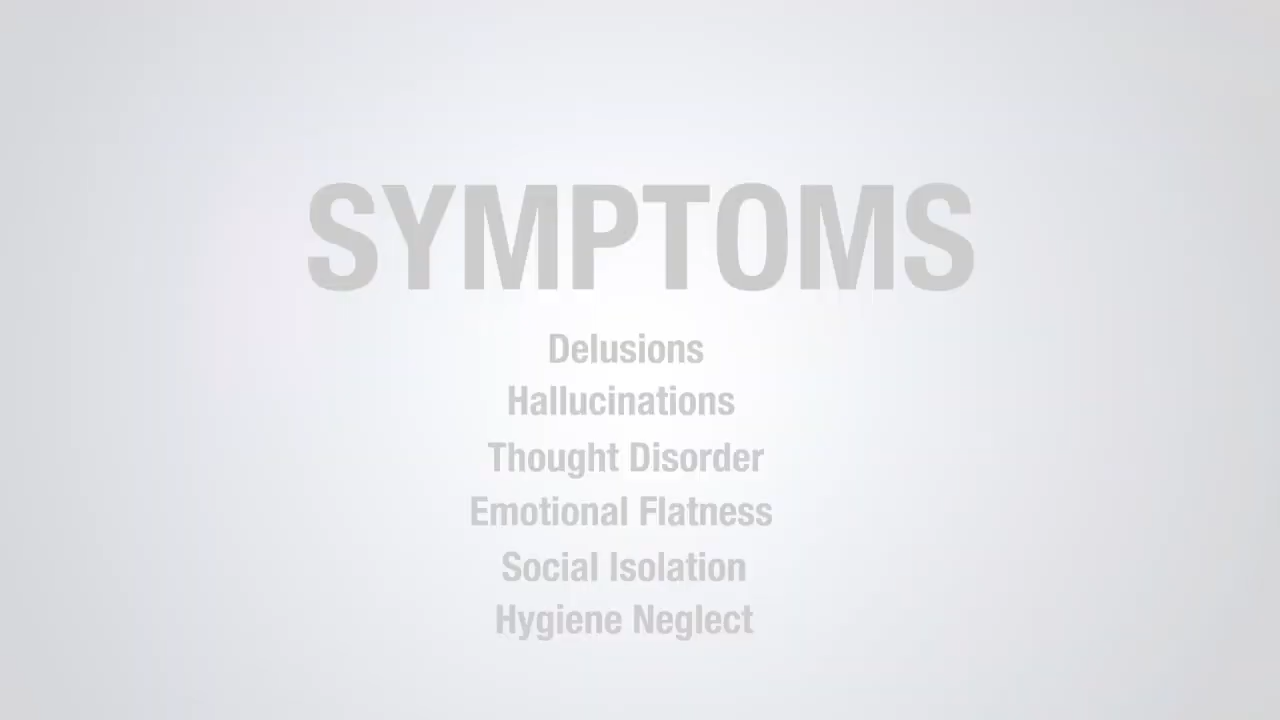 SYMPTOMS
Delusions
Hallucinations
Thought Disorder
Emotional Flatness
Social Isolation
Hygiene Neglect